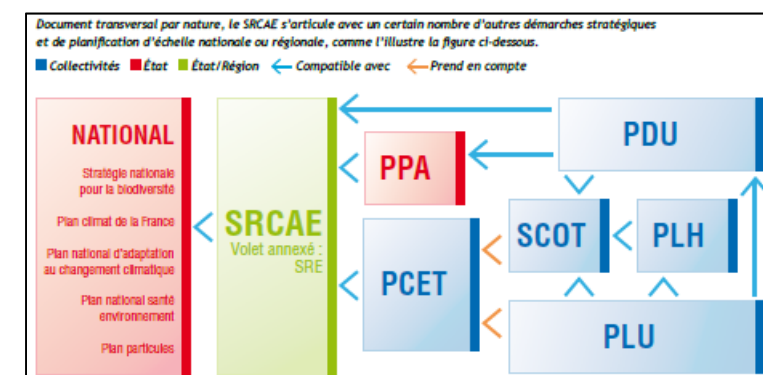 Document transversal par nature, le SRCAE s'articule avec un certain nombre d'autres démarches stratégiques
et de planification d'échelle nationale ou régionale, comme l'illustre la figure ci-dessous.
Collectivités État État/Région Compatible avec Prend en compte
NATIONAL
Stratégie nationale
pour la biodiversité
Plan climat de la France
Plan national d'adaptation
au changement climatique
Plan national santé
environnement
Plan particules
SRCAE
Volet annexé :
SRE
PPA
PCET
PDU
SCOT
PLH
PLU